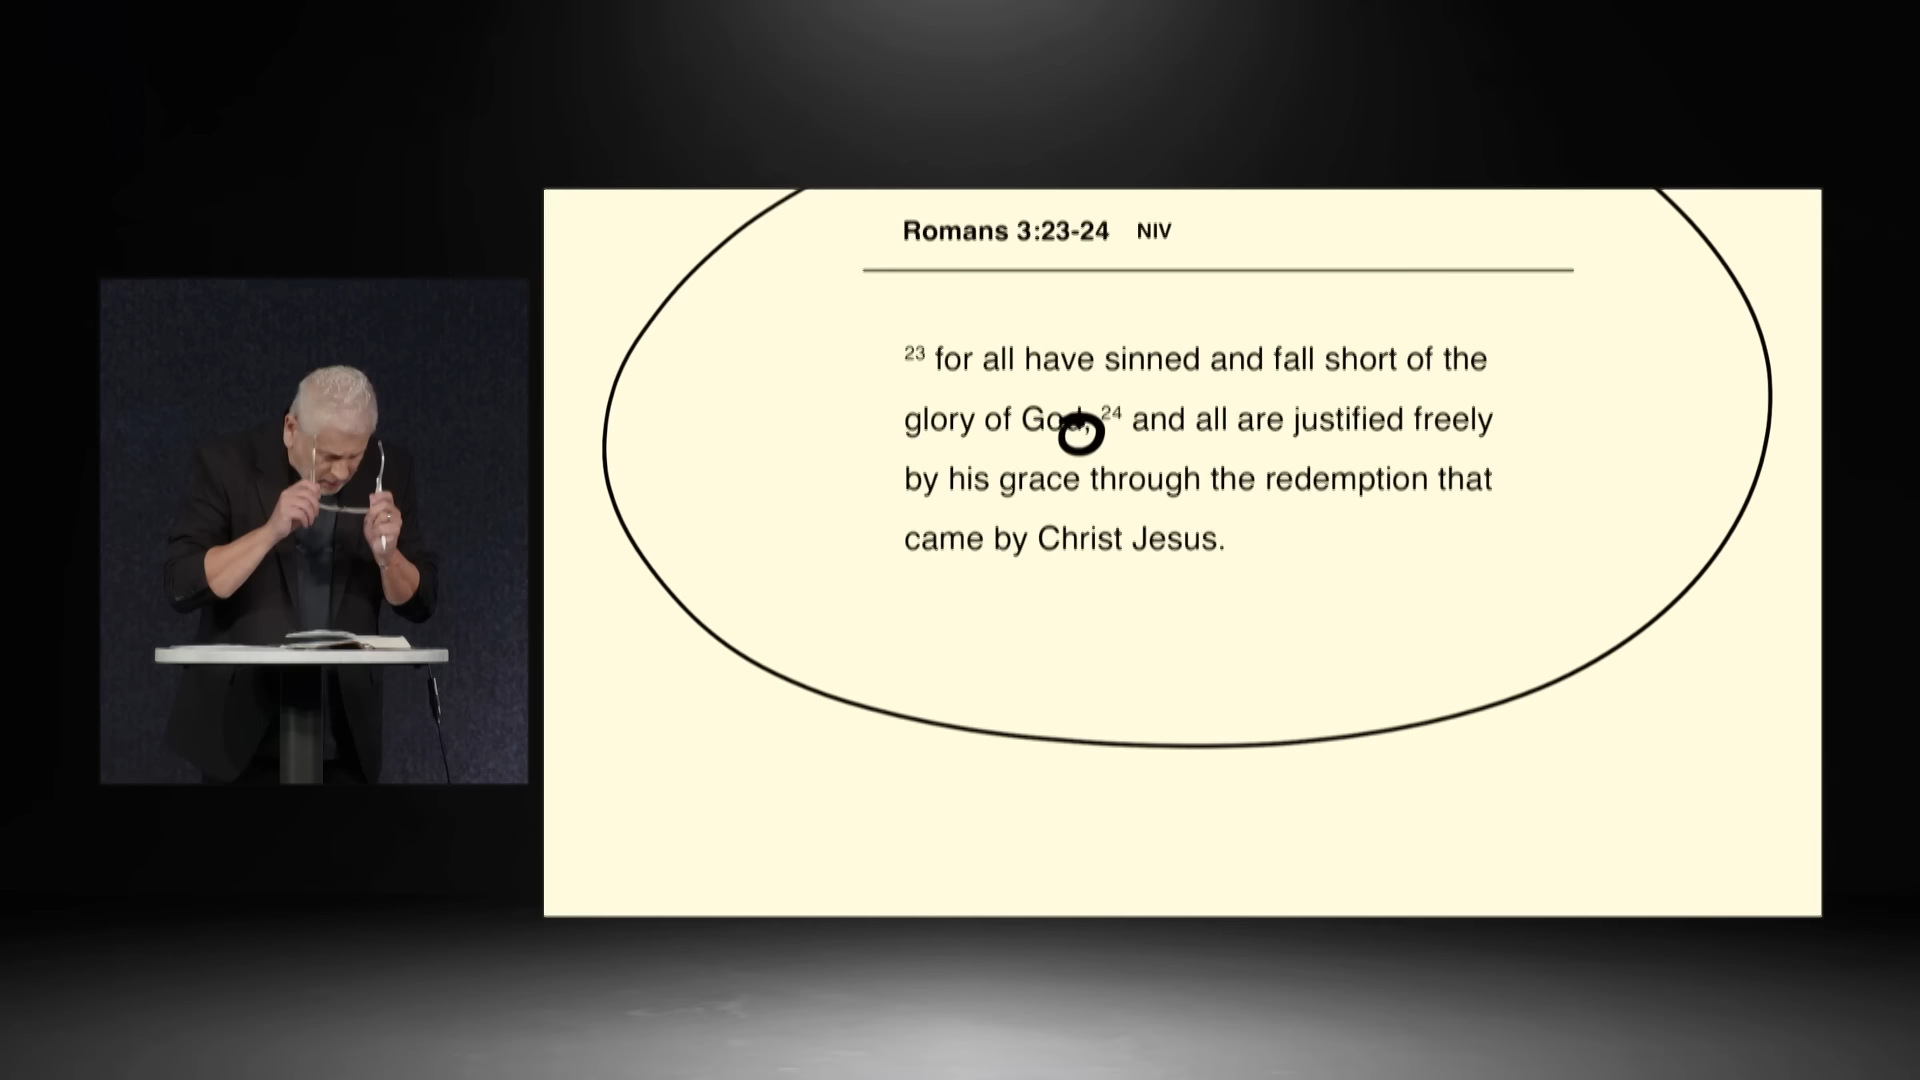 Romans 3:23-24 NIV
23 for all have sinned and fall short of the
glory of God, 24 and all are justified freely
by his grace through the redemption that
came by Christ Jesus.